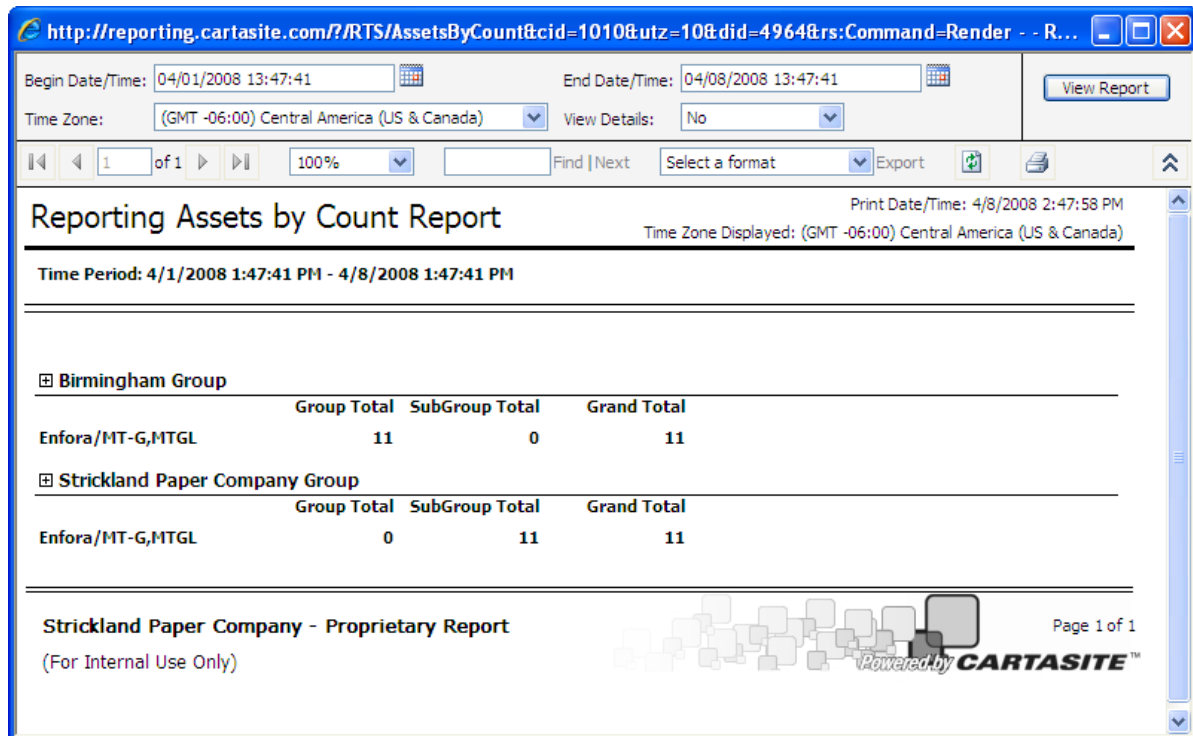 http://reporting.cartasite.com/?/RTS/AssetsByCount&cid=1010&utz=10&did=4964&rs:Command=Render - - R...
Begin Date/Time: 04/01/2008 13:47:41 End Date/Time: 04/08/2008 13:47:41 View Report
Time Zone: (GMT -06:00) Central America (US & Canada) View Details: No
1 of 1 100% Find | Next Select a format Export
Reporting Assets by Count Report
Print Date/Time: 4/8/2008 2:47:58 PM
Time Zone Displayed: (GMT -06:00) Central America (US & Canada)
Time Period: 4/1/2008 1:47:41 PM - 4/8/2008 1:47:41 PM
Birmingham Group
Group Total SubGroup Total Grand Total
Enfora/MT-G,MTGL 11 0 11
Strickland Paper Company Group
Group Total SubGroup Total Grand Total
Enfora/MT-G,MTGL 0 11 11
Strickland Paper Company - Proprietary Report Page 1 of 1
(For Internal Use Only) Powered by CARTASITE™